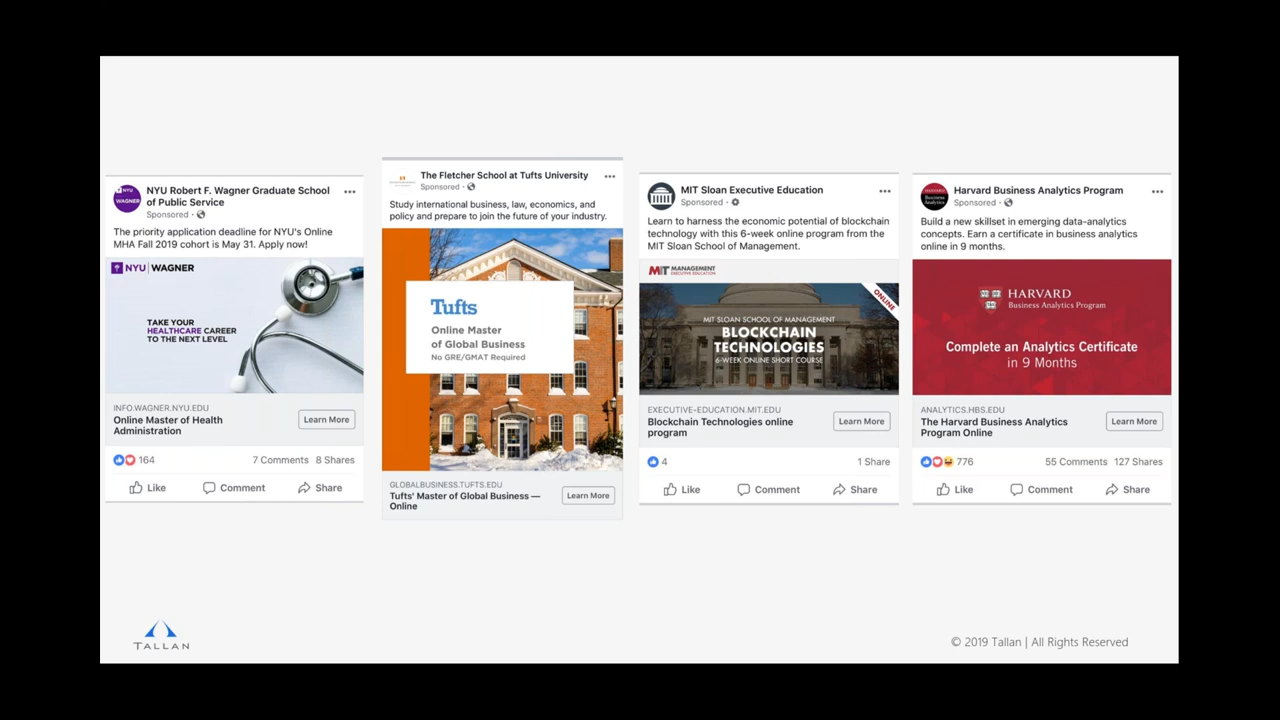 NYU Robert F. Wagner Graduate School
of Public Service
Sponsored ·
The priority application deadline for NYU's Online
MHA Fall 2019 cohort is May 31. Apply now!
NYU | WAGNER
TAKE YOUR
HEALTHCARE CAREER
TO THE NEXT LEVEL
INFO.WAGNER.NYU.EDU
Online Master of Health
Administration
Learn More
164
7 Comments 8 Shares
Like Comment Share
The Fletcher School at Tufts University
Sponsored ·
Study international business, law, economics, and
policy and prepare to join the future of your industry.
Tufts
Online Master
of Global Business
No GRE/GMAT Required
GLOBALBUSINESS.TUFTS.EDU
Tufts' Master of Global Business —
Online
Learn More
MIT Sloan Executive Education
Sponsored ·
Learn to harness the economic potential of blockchain
technology with this 6-week online program from the
MIT Sloan School of Management.
MIT MANAGEMENT
EXECUTIVE EDUCATION
ONLINE
MIT SLOAN SCHOOL OF MANAGEMENT
BLOCKCHAIN
TECHNOLOGIES
6-WEEK ONLINE SHORT COURSE
EXECUTIVE-EDUCATION.MIT.EDU
Blockchain Technologies online
program
Learn More
4
1 Share
Like Comment Share
Harvard Business Analytics Program
Sponsored ·
Build a new skillset in emerging data-analytics
concepts. Earn a certificate in business analytics
online in 9 months.
HARVARD
Business Analytics Program
Complete an Analytics Certificate
in 9 Months
ANALYTICS.HBS.EDU
The Harvard Business Analytics
Program Online
Learn More
776
55 Comments 127 Shares
Like Comment Share
TALLAN
© 2019 Tallan | All Rights Reserved